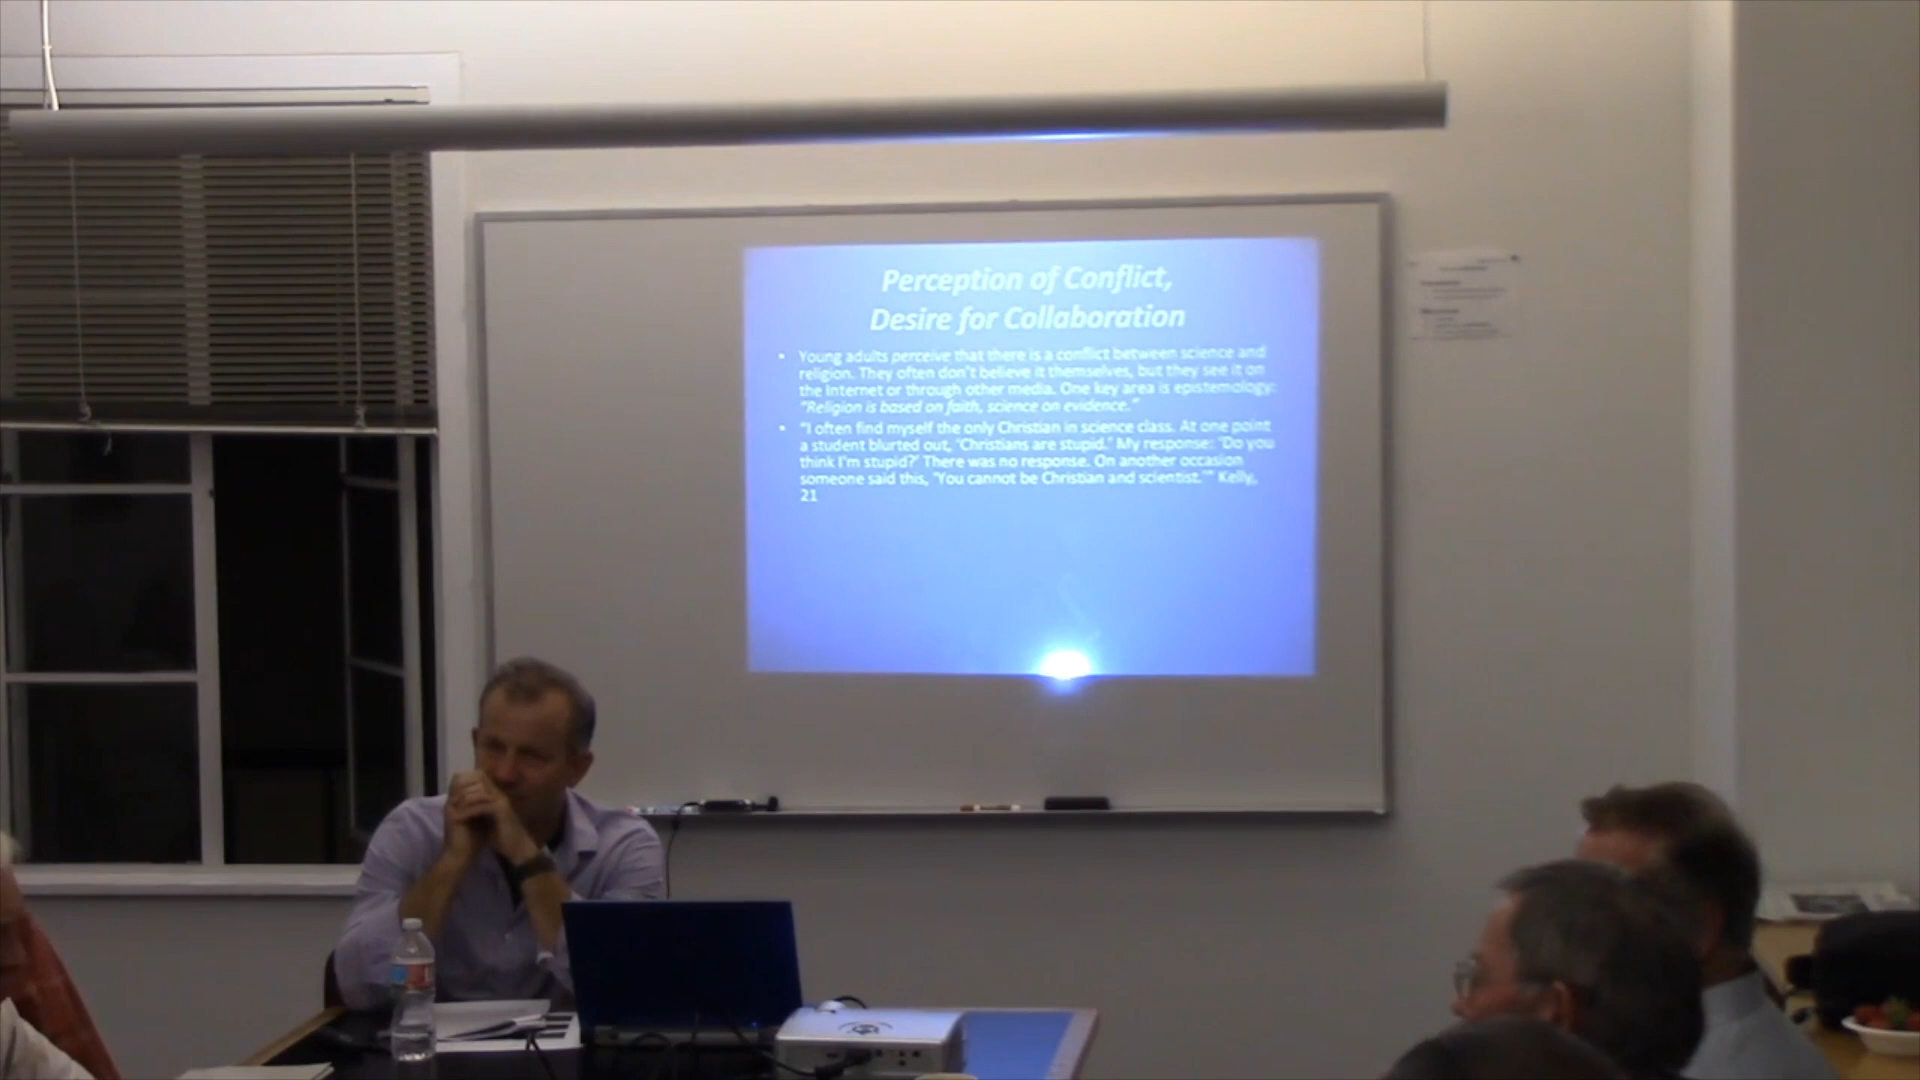 Perception of Conflict,
Desire for Collaboration
• Young adults perceive that there is a conflict between science and
religion. They often don't believe it themselves, but they see it on
the Internet or through other media. One key area is epistemology:
"Religion is based on faith, science on evidence."
• "I often find myself the only Christian in science class. At one point
a student blurted out, 'Christians are stupid.' My response: 'Do you
think I'm stupid?' There was no response. On another occasion
someone said this, 'You cannot be Christian and scientist.'" Kelly,
21